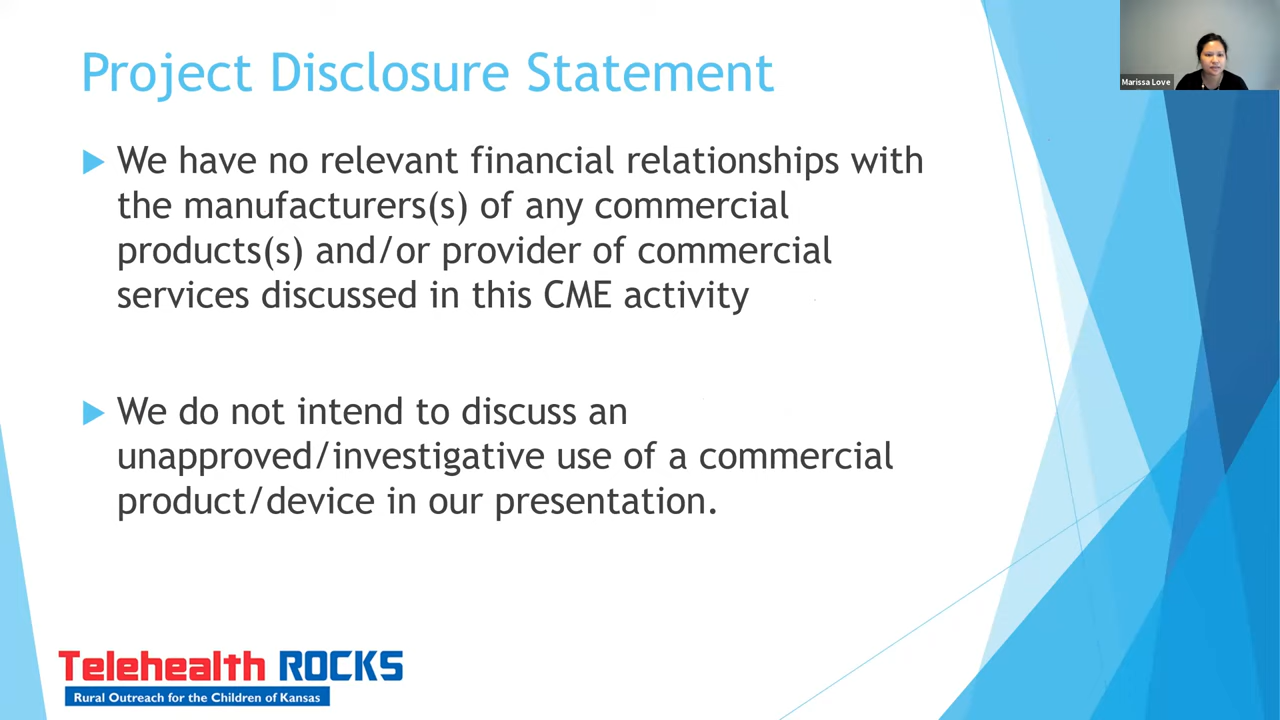 Project Disclosure Statement
Marissa Love
We have no relevant financial relationships with
the manufacturers(s) of any commercial
products(s) and/or provider of commercial
services discussed in this CME activity
We do not intend to discuss an
unapproved/investigative use of a commercial
product/device in our presentation.
Telehealth ROCKS
Rural Outreach for the Children of Kansas